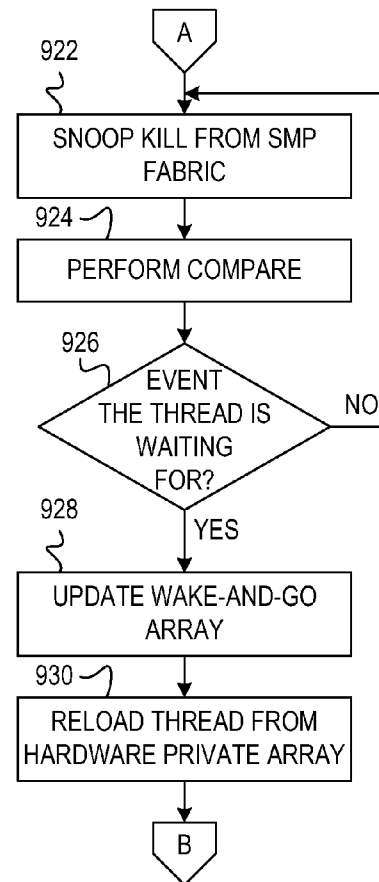 A
922
SNOOP KILL FROM SMP
FABRIC
924
PERFORM COMPARE
926
EVENT
THE THREAD IS
WAITING
FOR?
NO
YES
928
UPDATE WAKE-AND-GO
ARRAY
930
RELOAD THREAD FROM
HARDWARE PRIVATE ARRAY
B